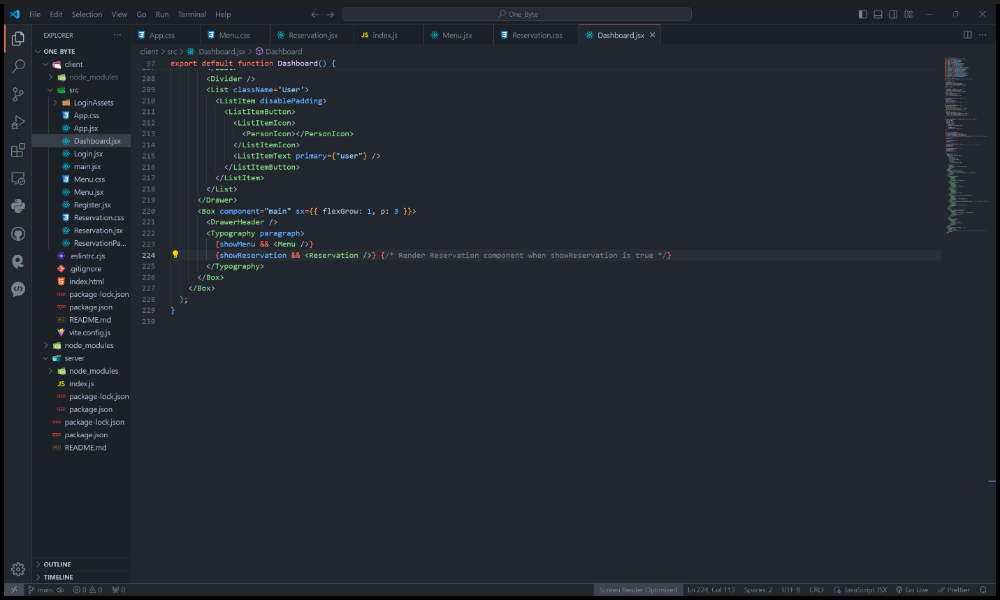 File Edit Selection View Go Run Terminal Help
One_Byte
EXPLORER
ONE_BYTE
client
node_modules
src
LoginAssets
App.css
App.jsx
Dashboard.jsx
Login.jsx
main.jsx
Menu.css
Menu.jsx
Register.jsx
Reservation.css
Reservation.jsx
ReservationPa...
.eslintrc.cjs
.gitignore
index.html
package-lock.json
package.json
README.md
vite.config.js
node_modules
server
node_modules
index.js
package-lock.json
package.json
package-lock.json
package.json
README.md
OUTLINE
TIMELINE
App.css Menu.css Reservation.jsx JS index.js Menu.jsx Reservation.css Dashboard.jsx
client > src > Dashboard.jsx > Dashboard
97 export default function Dashboard() {
208 <Divider />
209 <List className='User'>
210 <ListItem disablePadding>
211 <ListItemButton>
212 <ListItemIcon>
213 <PersonIcon></PersonIcon>
214 </ListItemIcon>
215 <ListItemText primary={"user"} />
216 </ListItemButton>
217 </ListItem>
218 </List>
219 </Drawer>
220 <Box component="main" sx={{ flexGrow: 1, p: 3 }}>
221 <DrawerHeader />
222 <Typography paragraph>
223 {showMenu && <Menu />}
224 {showReservation && <Reservation />} {/* Render Reservation component when showReservation is true */}
225 </Typography>
226 </Box>
227 </Box>
228 );
229 }
230
main 0 0 0 Screen Reader Optimized Ln 224, Col 113 Spaces: 2 UTF-8 CRLF JavaScript JSX Go Live Prettier